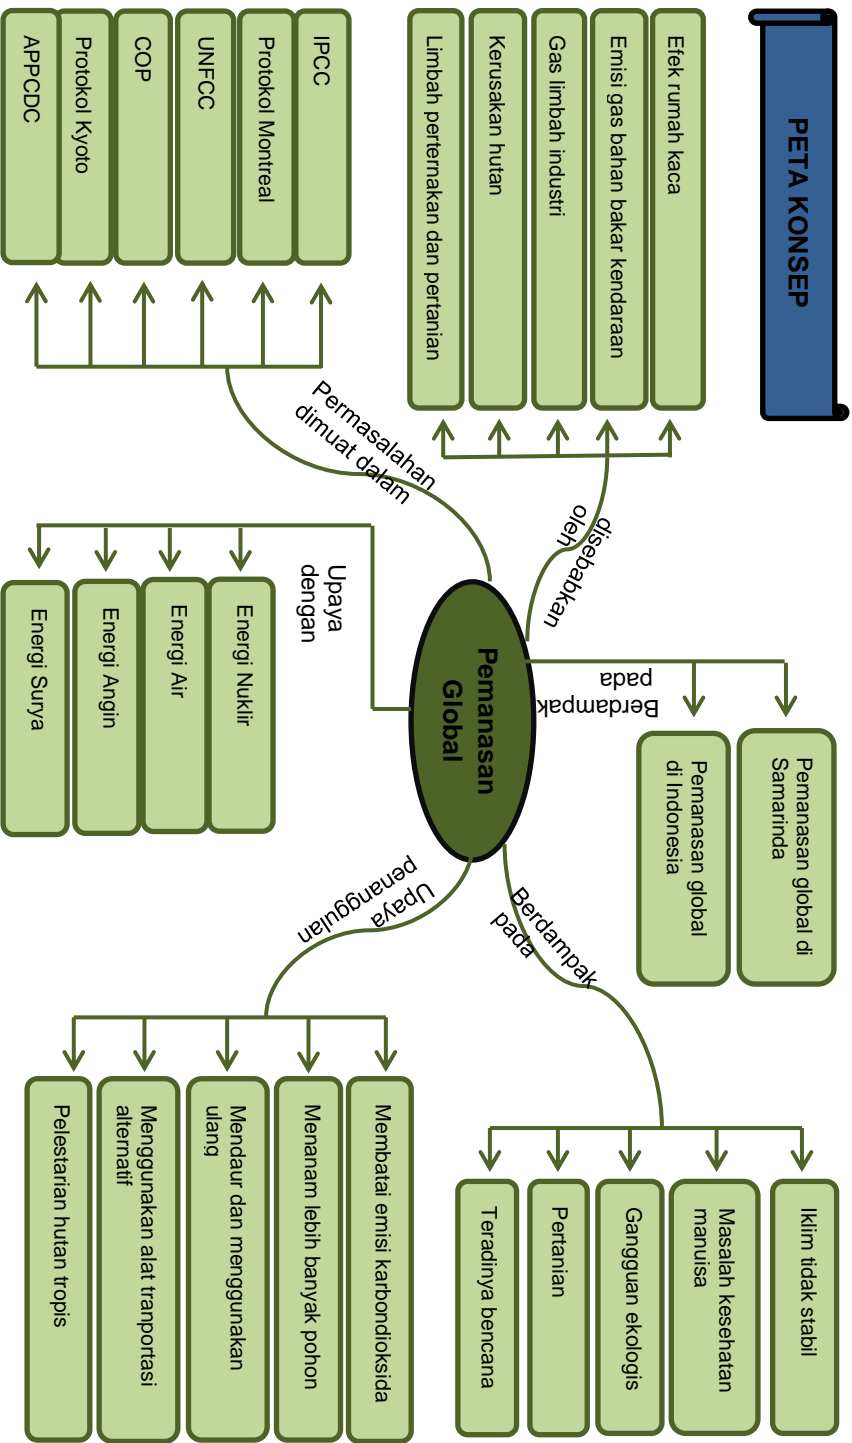 PETA KONSEP
Efek rumah kaca
Emisi gas bahan bakar kendaraan
Gas limbah industri
Kerusakan hutan
Limbah perternakan dan pertanian
disebabkan
oleh
IPCC
Protokol Montreal
UNFCC
COP
Protokol Kyoto
APPCDC
Permasalahan
dimuat dalam
Pemanasan
Global
Berdampak
pada
Pemanasan global di
Samarinda
Pemanasan global
di Indonesia
Upaya
dengan
Energi Nuklir
Energi Air
Energi Angin
Energi Surya
Berdampak
pada
Iklim tidak stabil
Masalah kesehatan
manuisa
Gangguan ekologis
Pertanian
Teradinya bencana
Upaya
penanggulan
Membatai emisi karbondioksida
Menanam lebih banyak pohon
Mendaur dan menggunakan
ulang
Menggunakan alat tranportasi
alternatif
Pelestarian hutan tropis